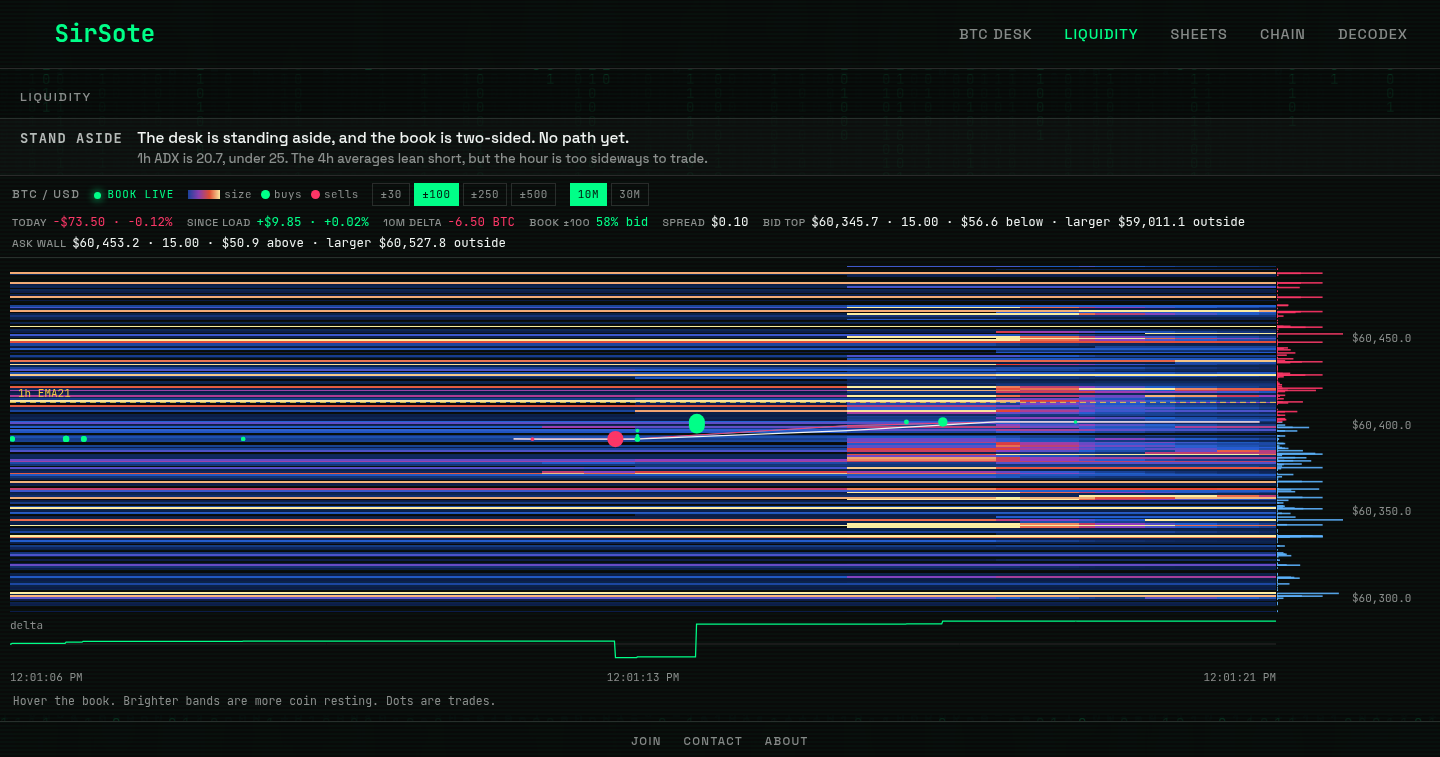 SirSote
BTC DESK LIQUIDITY SHEETS CHAIN DECODEX
LIQUIDITY
STAND ASIDE The desk is standing aside, and the book is two-sided. No path yet.
1h ADX is 20.7, under 25. The 4h averages lean short, but the hour is too sideways to trade.
BTC / USD BOOK LIVE size buys sells ±30 ±100 ±250 ±500 10M 30M
TODAY -$73.50 · -0.12% SINCE LOAD +$9.85 · +0.02% 10M DELTA -6.50 BTC BOOK ±100 58% bid SPREAD $0.10 BID TOP $60,345.7 · 15.00 · $56.6 below · larger $59,011.1 outside
ASK WALL $60,453.2 · 15.00 · $50.9 above · larger $60,527.8 outside
$60,450.0
1h EMA21
$60,400.0
$60,350.0
$60,300.0
delta
12:01:06 PM 12:01:13 PM 12:01:21 PM
Hover the book. Brighter bands are more coin resting. Dots are trades.
JOIN CONTACT ABOUT